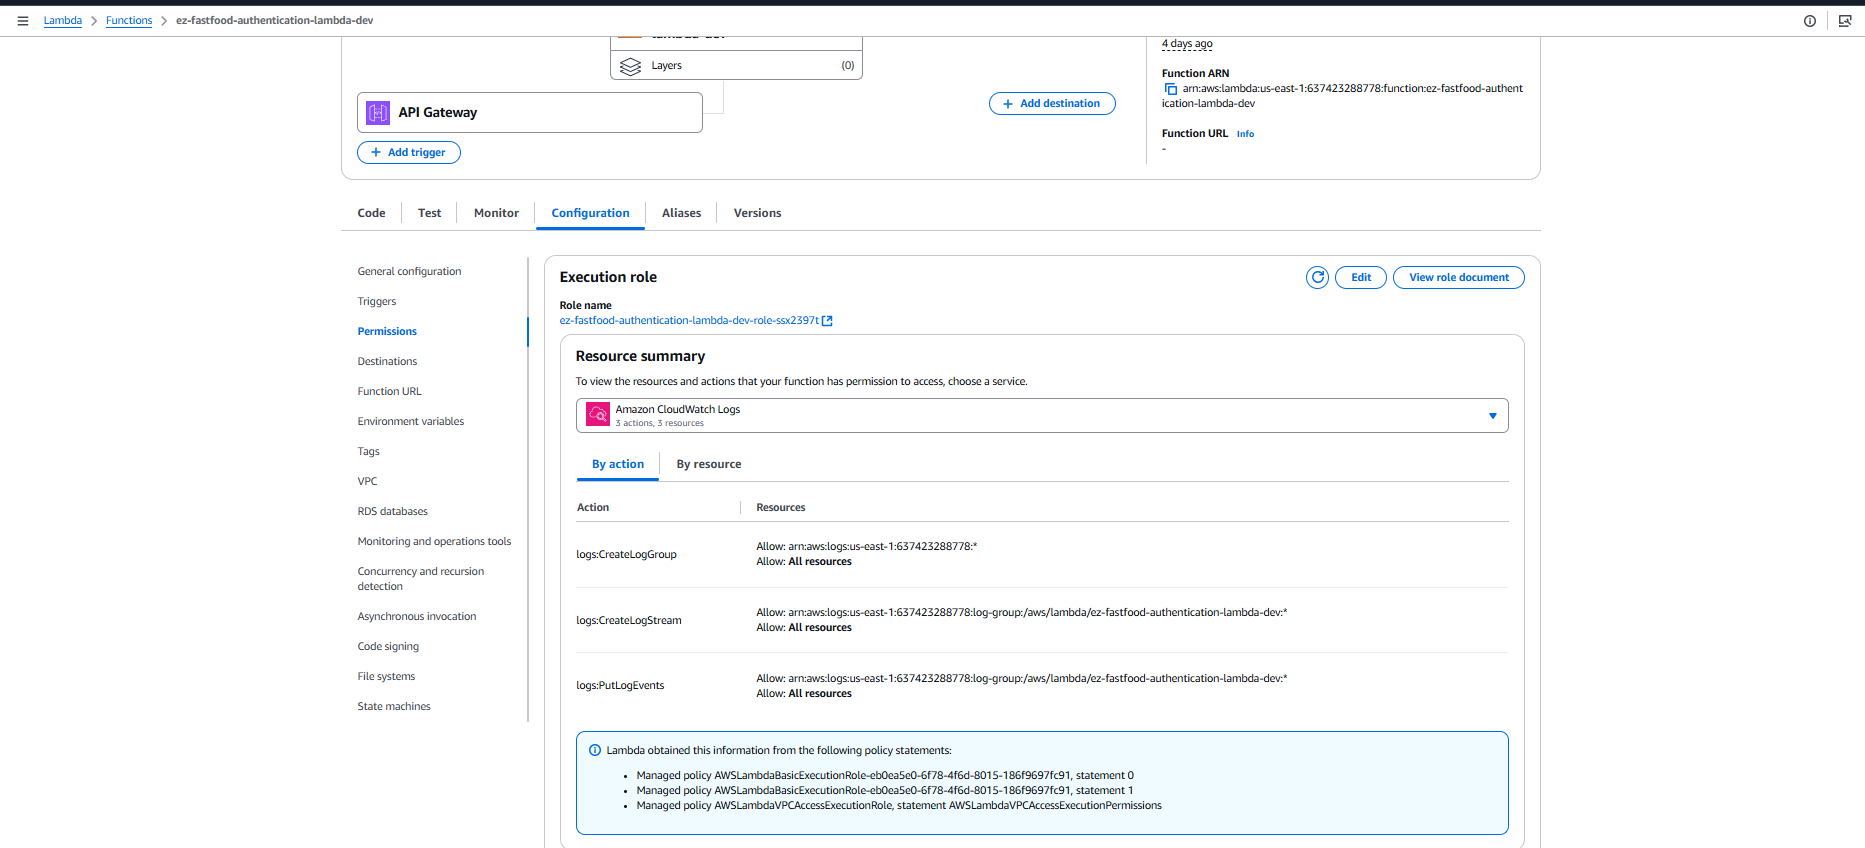 Lambda > Functions > ez-fastfood-authentication-lambda-dev
Layers (0)
API Gateway
+ Add trigger
+ Add destination
4 days ago
Function ARN
arn:aws:lambda:us-east-1:637423288778:function:ez-fastfood-authent
ication-lambda-dev
Function URL Info
-
Code Test Monitor Configuration Aliases Versions
General configuration
Triggers
Permissions
Destinations
Function URL
Environment variables
Tags
VPC
RDS databases
Monitoring and operations tools
Concurrency and recursion
detection
Asynchronous invocation
Code signing
File systems
State machines
Execution role
Edit View role document
Role name
ez-fastfood-authentication-lambda-dev-role-ssx2397t
Resource summary
To view the resources and actions that your function has permission to access, choose a service.
Amazon CloudWatch Logs
3 actions, 3 resources
By action By resource
Action Resources
logs:CreateLogGroup
Allow: arn:aws:logs:us-east-1:637423288778:*
Allow: All resources
logs:CreateLogStream
Allow: arn:aws:logs:us-east-1:637423288778:log-group:/aws/lambda/ez-fastfood-authentication-lambda-dev:*
Allow: All resources
logs:PutLogEvents
Allow: arn:aws:logs:us-east-1:637423288778:log-group:/aws/lambda/ez-fastfood-authentication-lambda-dev:*
Allow: All resources
Lambda obtained this information from the following policy statements:
• Managed policy AWSLambdaBasicExecutionRole-eb0ea5e0-6f78-4f6d-8015-186f9697fc91, statement 0
• Managed policy AWSLambdaBasicExecutionRole-eb0ea5e0-6f78-4f6d-8015-186f9697fc91, statement 1
• Managed policy AWSLambdaVPCAccessExecutionRole, statement AWSLambdaVPCAccessExecutionPermissions